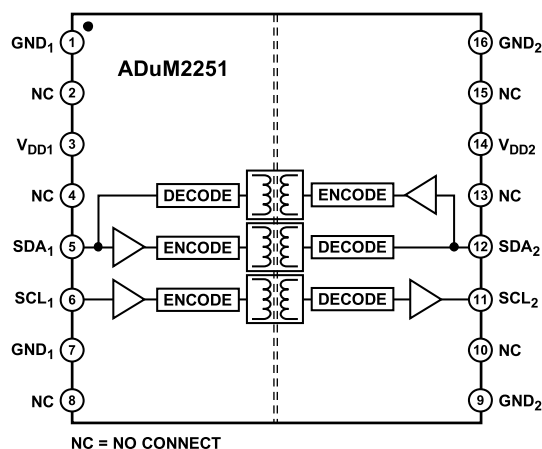 ADuM2251
GND1 1
16 GND2
NC 2
15 NC
VDD1 3
14 VDD2
NC 4
13 NC
DECODE
ENCODE
SDA1 5
ENCODE
DECODE
12 SDA2
SCL1 6
ENCODE
DECODE
11 SCL2
GND1 7
10 NC
NC 8
9 GND2
NC = NO CONNECT